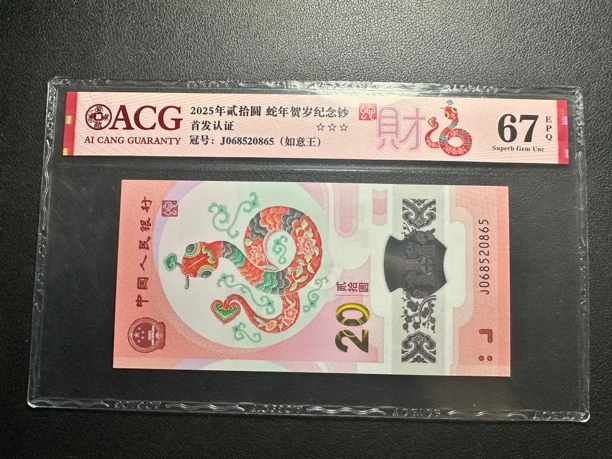 ACG
AI CANG GUARANTY
2025年贰拾圆 蛇年贺岁纪念钞
首发认证 ☆☆☆
冠号：J068520865（如意王）
財
67 EPQ
Superb Gem Unc
中国人民银行
贰拾圆
20
J068520865